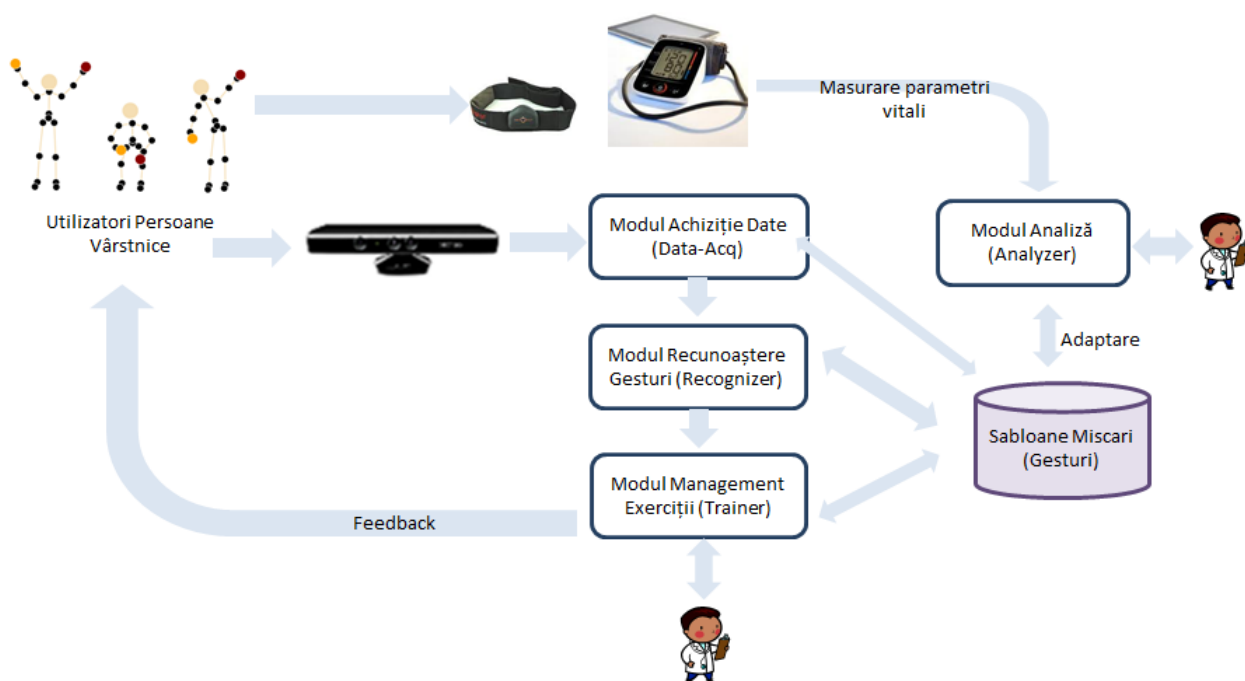 Masurare parametri
vitali
Utilizatori Persoane
Vârstnice
Modul Achiziție Date
(Data-Acq)
Modul Analiză
(Analyzer)
Modul Recunoaștere
Gesturi (Recognizer)
Adaptare
Sabloane Miscari
(Gesturi)
Modul Management
Exerciții (Trainer)
Feedback